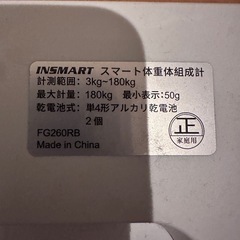 INSMART スマート体重体組成計
計測範囲：3kg~180kg
最大計量：180kg 最小表示：50g
乾電池式：単4形アルカリ乾電池
2個
FG260RB
Made in China
正
家庭用